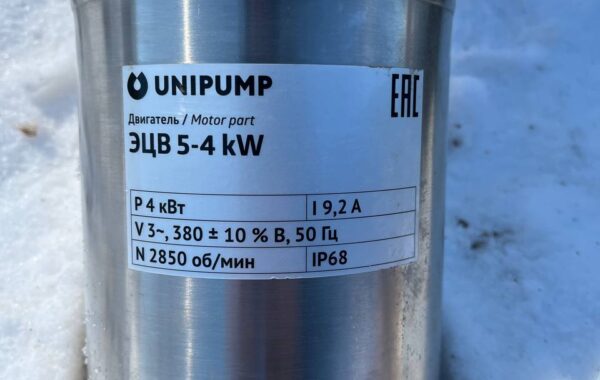 UNIPUMP
EAC
Двигатель / Motor part
ЭЦВ 5-4 kW
P 4 кВт I 9,2 А
V 3~, 380 ± 10 % В, 50 Гц
N 2850 об/мин IP68